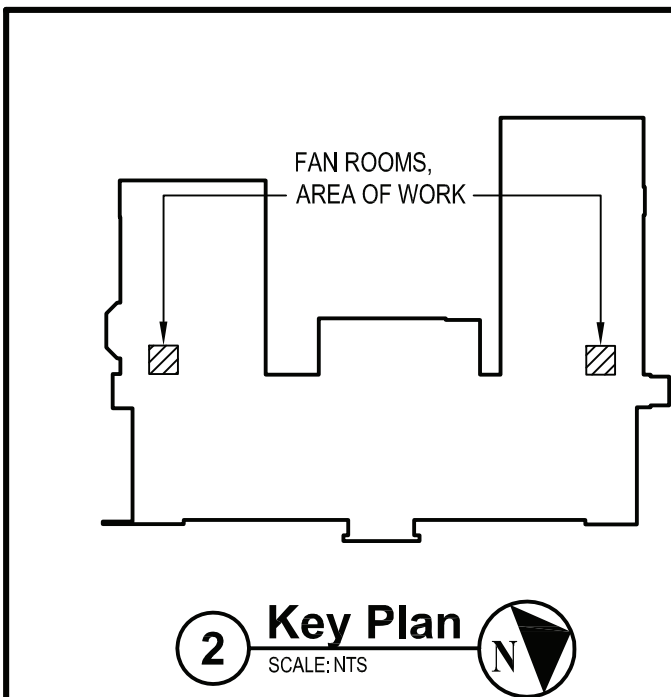 FAN ROOMS,
AREA OF WORK
2
Key Plan
SCALE: NTS
N